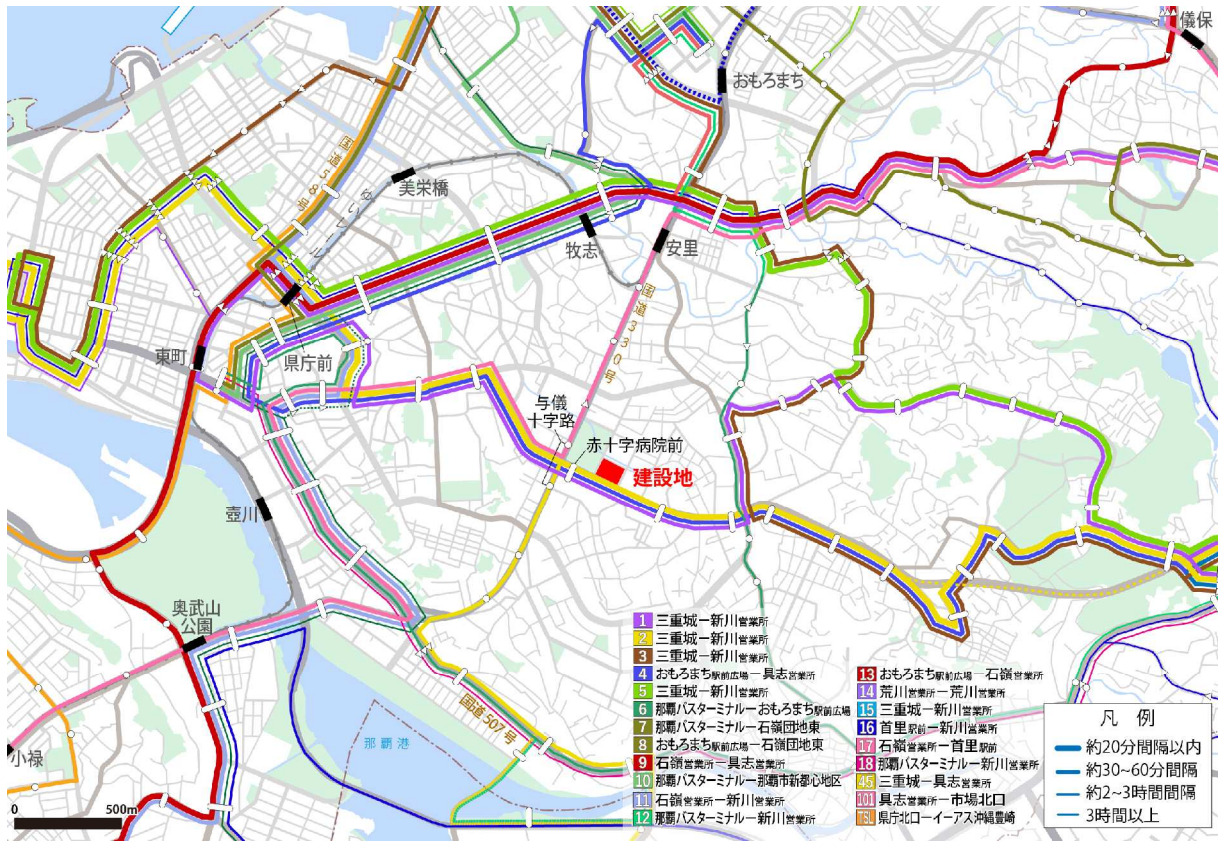 儀保
おもろまち
国道58号
美栄橋
牧志
安里
国道330号
東町
県庁前
与儀
十字路
赤十字病院前
建設地
壺川
奥武山
公園
小禄
国道507号
那覇港
0 500m
1 三重城ー新川営業所
2 三重城ー新川営業所
3 三重城ー新川営業所
4 おもろまち駅前広場ー具志営業所
5 三重城ー新川営業所
6 那覇バスターミナルーおもろまち駅前広場
7 那覇バスターミナルー石嶺団地東
8 おもろまち駅前広場ー石嶺団地東
9 石嶺営業所ー具志営業所
10 那覇バスターミナルー那覇市新都心地区
11 石嶺営業所ー新川営業所
12 那覇バスターミナルー新川営業所
13 おもろまち駅前広場ー石嶺営業所
14 荒川営業所ー荒川営業所
15 三重城ー新川営業所
16 首里駅前ー新川営業所
17 石嶺営業所ー首里駅前
18 那覇バスターミナルー新川営業所
45 三重城ー具志営業所
101 具志営業所ー市場北口
TSL 県庁北口ーイーアス沖縄豊崎
凡 例
約20分間隔以内
約30~60分間隔
約2~3時間間隔
3時間以上